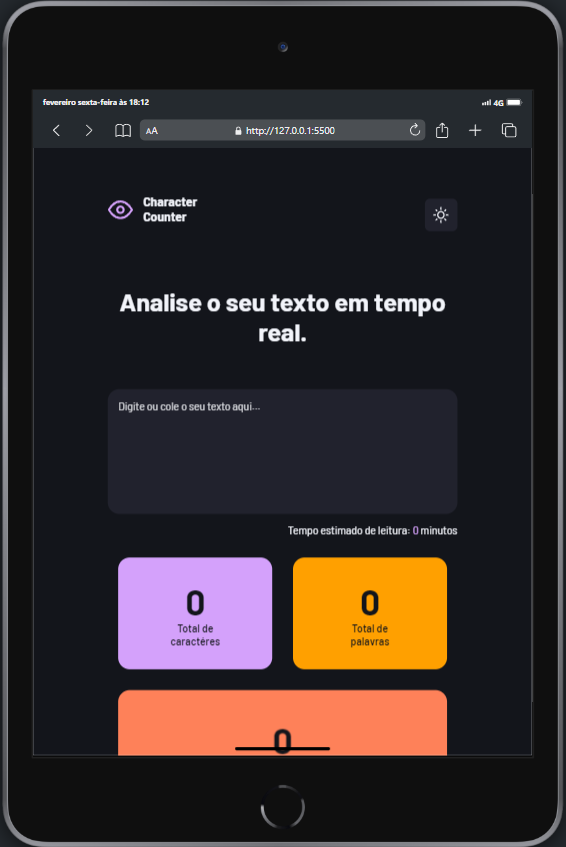 fevereiro sexta-feira às 18:12
4G
AA
http://127.0.0.1:5500
Character
Counter
Analise o seu texto em tempo
real.
Digite ou cole o seu texto aqui...
Tempo estimado de leitura: 0 minutos
0
Total de
caractéres
0
Total de
palavras
0